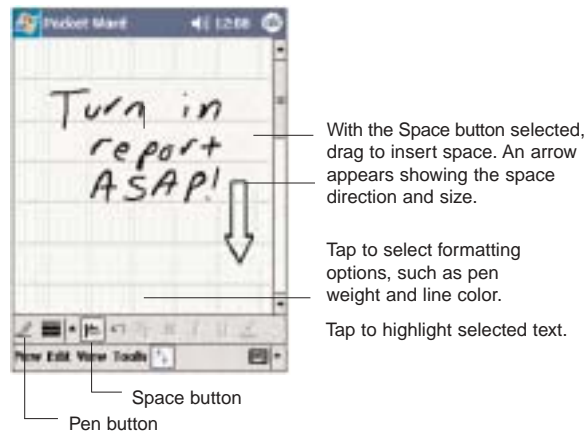 Pocket Word 12:08 ok
Turn in
report
ASAP!
With the Space button selected,
drag to insert space. An arrow
appears showing the space
direction and size.
Tap to select formatting
options, such as pen
weight and line color.
Tap to highlight selected text.
New Edit View Tools
Space button
Pen button